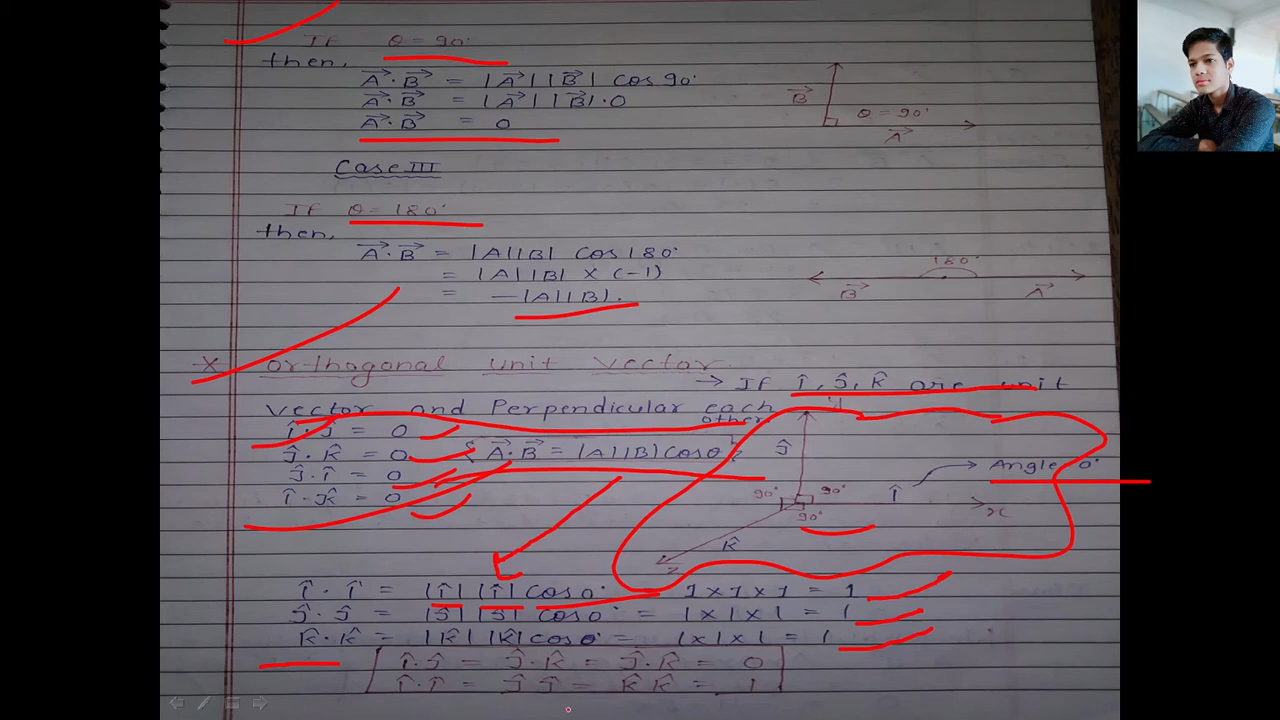 If θ = 90°
then,
A⃗·B⃗ = |A⃗| |B⃗| cos 90°
A⃗·B⃗ = |A⃗| |B⃗|·0
A⃗·B⃗ = 0
B⃗
θ = 90°
A⃗
Case III
If θ = 180°
then,
A⃗·B⃗ = |A||B| cos 180°
= |A||B| × (-1)
= -|A||B|.
180°
B⃗ A⃗
* orthogonal unit vector
→ If î, ĵ, k̂ are unit
vector and Perpendicular each
other
î·ĵ = 0
ĵ·k̂ = 0
{A⃗·B⃗ = |A||B|cosθ}
ĵ·î = 0
î·k̂ = 0
y
ĵ
→ Angle 0°
90° 90°
î
x
90°
k̂
z
î·î = |î| |î| cos 0° = 1×1×1 = 1
ĵ·ĵ = |ĵ| |ĵ| cos 0° = 1×1×1 = 1
k̂·k̂ = |k̂| |k̂| cos 0° = 1×1×1 = 1
î·ĵ = ĵ·k̂ = ĵ·k̂ = 0
î·î = ĵ ĵ = k̂ k̂ = 1